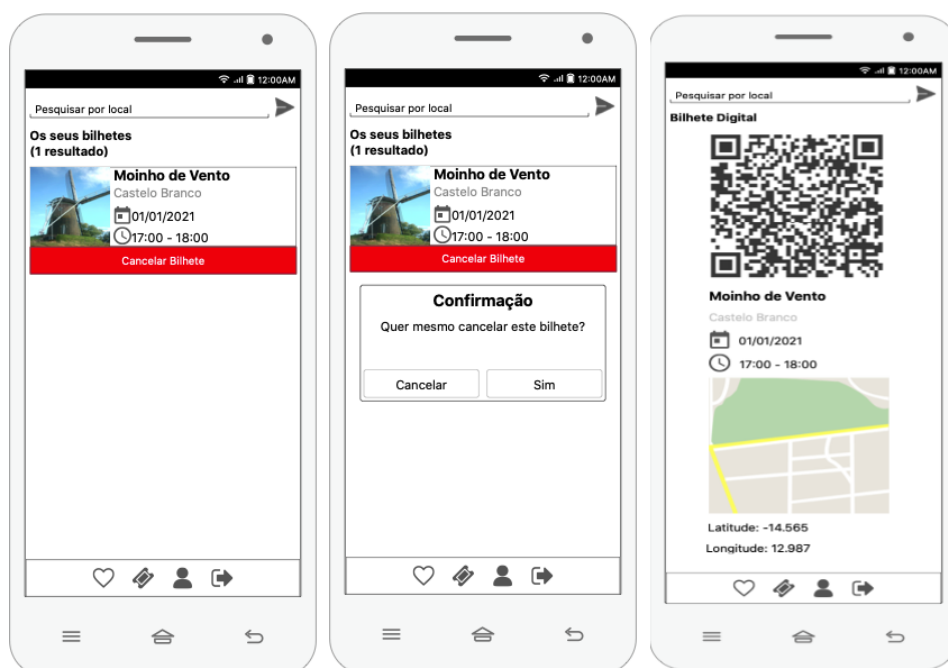 12:00AM
Pesquisar por local
Os seus bilhetes
(1 resultado)
Moinho de Vento
Castelo Branco
01/01/2021
17:00 - 18:00
Cancelar Bilhete
12:00AM
Pesquisar por local
Os seus bilhetes
(1 resultado)
Moinho de Vento
Castelo Branco
01/01/2021
17:00 - 18:00
Cancelar Bilhete
Confirmação
Quer mesmo cancelar este bilhete?
Cancelar
Sim
12:00AM
Pesquisar por local
Bilhete Digital
Moinho de Vento
Castelo Branco
01/01/2021
17:00 - 18:00
Latitude: -14.565
Longitude: 12.987